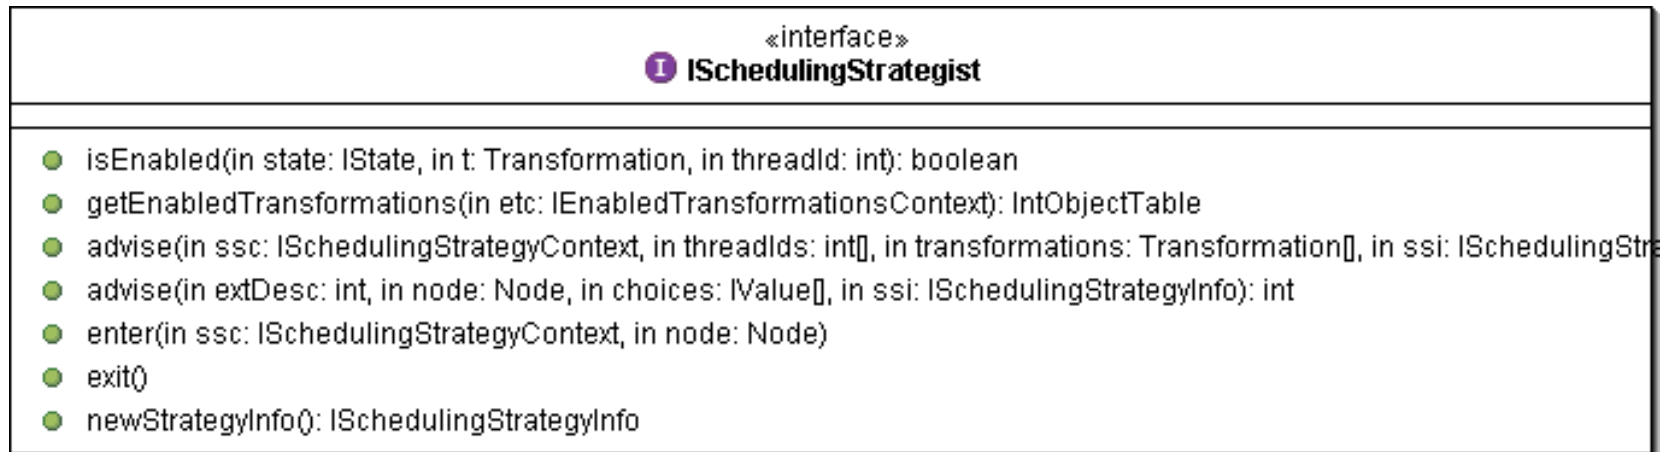 «interface»
I ISchedulingStrategist
isEnabled(in state: IState, in t: Transformation, in threadId: int): boolean
getEnabledTransformations(in etc: IEnabledTransformationsContext): IntObjectTable
advise(in ssc: ISchedulingStrategyContext, in threadIds: int[], in transformations: Transformation[], in ssi: ISchedulingStra
advise(in extDesc: int, in node: Node, in choices: IValue[], in ssi: ISchedulingStrategyInfo): int
enter(in ssc: ISchedulingStrategyContext, in node: Node)
exit()
newStrategyInfo(): ISchedulingStrategyInfo